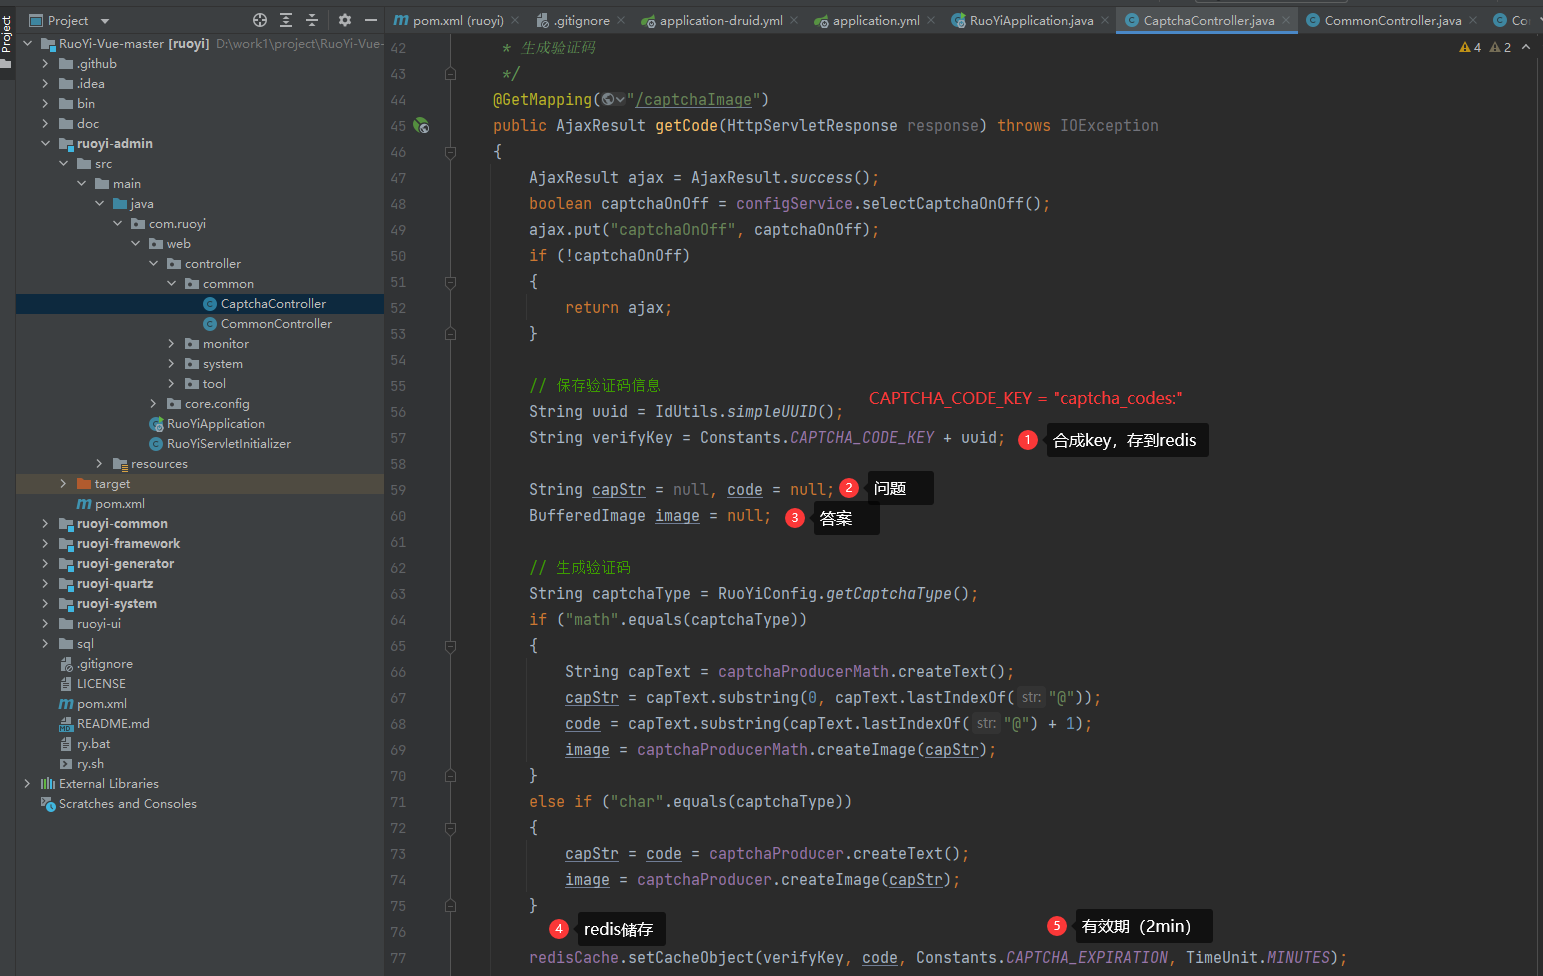 Project
pom.xml (ruoyi)
.gitignore
application-druid.yml
application.yml
RuoYiApplication.java
CaptchaController.java
CommonController.java
Co
Project
RuoYi-Vue-master [ruoyi] D:\work1\project\RuoYi-Vue-
.github
.idea
bin
doc
ruoyi-admin
src
main
java
com.ruoyi
web
controller
common
CaptchaController
CommonController
monitor
system
tool
core.config
RuoYiApplication
RuoYiServletInitializer
resources
target
pom.xml
ruoyi-common
ruoyi-framework
ruoyi-generator
ruoyi-quartz
ruoyi-system
ruoyi-ui
sql
.gitignore
LICENSE
pom.xml
README.md
ry.bat
ry.sh
External Libraries
Scratches and Consoles
4 2
42 * 生成验证码
43 */
44 @GetMapping("/captchaImage")
45 public AjaxResult getCode(HttpServletResponse response) throws IOException
46 {
47 AjaxResult ajax = AjaxResult.success();
48 boolean captchaOnOff = configService.selectCaptchaOnOff();
49 ajax.put("captchaOnOff", captchaOnOff);
50 if (!captchaOnOff)
51 {
52 return ajax;
53 }
54
55 // 保存验证码信息
CAPTCHA_CODE_KEY = "captcha_codes:"
56 String uuid = IdUtils.simpleUUID();
57 String verifyKey = Constants.CAPTCHA_CODE_KEY + uuid; 1 合成key，存到redis
58
59 String capStr = null, code = null; 2 问题
60 BufferedImage image = null; 3 答案
61
62 // 生成验证码
63 String captchaType = RuoYiConfig.getCaptchaType();
64 if ("math".equals(captchaType))
65 {
66 String capText = captchaProducerMath.createText();
67 capStr = capText.substring(0, capText.lastIndexOf( str: "@"));
68 code = capText.substring(capText.lastIndexOf( str: "@") + 1);
69 image = captchaProducerMath.createImage(capStr);
70 }
71 else if ("char".equals(captchaType))
72 {
73 capStr = code = captchaProducer.createText();
74 image = captchaProducer.createImage(capStr);
75 }
76 4 redis储存 5 有效期（2min）
77 redisCache.setCacheObject(verifyKey, code, Constants.CAPTCHA_EXPIRATION, TimeUnit.MINUTES);